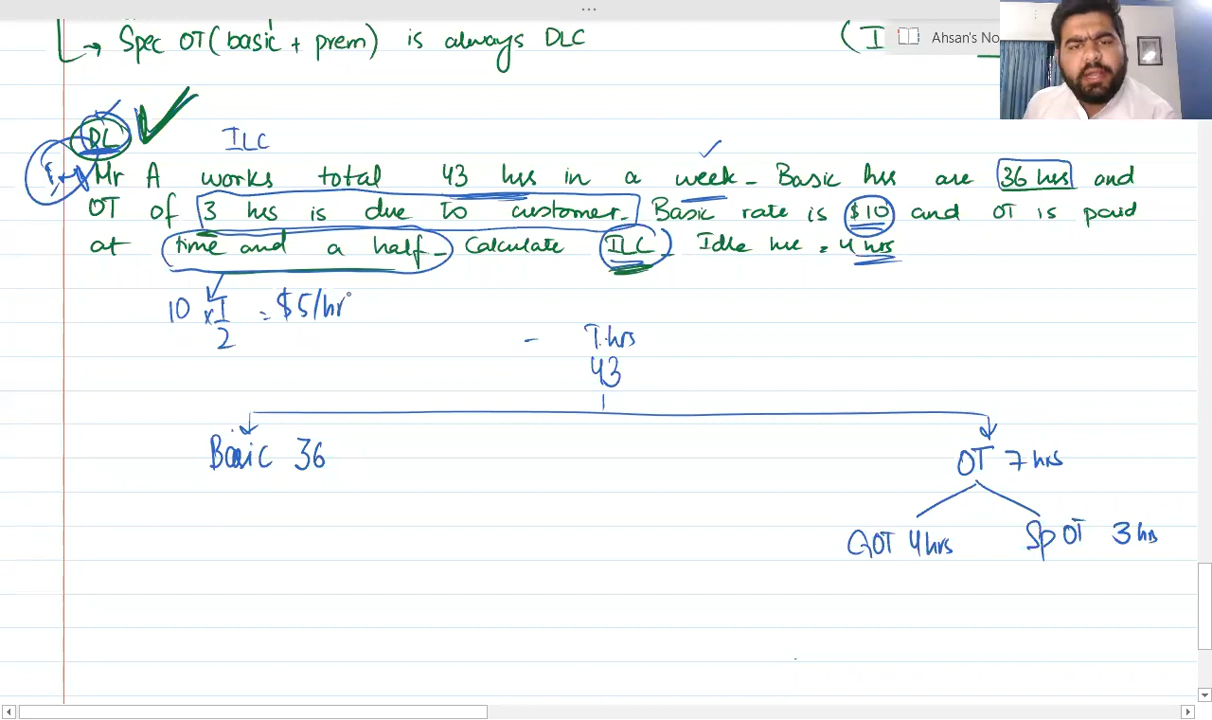 Spec OT (basic + prem) is always DLC
Ahsan's No
DL
ILC
Mr A works total 43 hrs in a week. Basic hrs are 36 hrs and
OT of 3 hrs is due to customer. Basic rate is $10 and OT is paid
at time and a half. Calculate ILC. Idle hr = 4 hrs
10 × 1/2 = $5/hr
T.hrs
43
Basic 36
OT 7 hrs
GOT 4 hrs
Sp OT 3 hrs